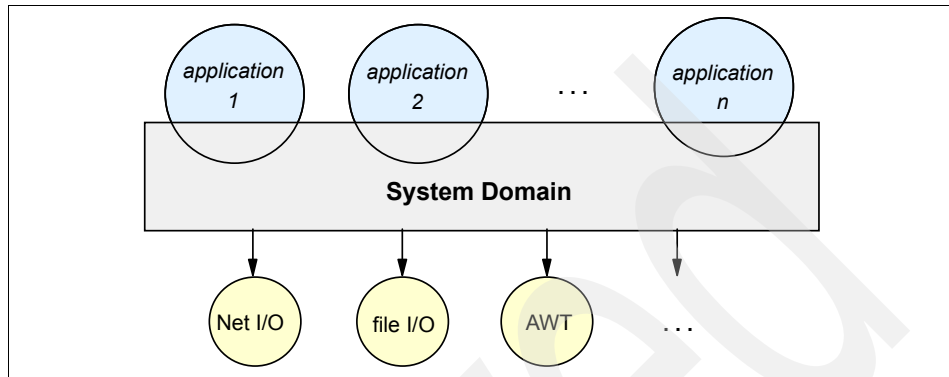 application
1
application
2
. . .
application
n
System Domain
Net I/O
file I/O
AWT
. . .